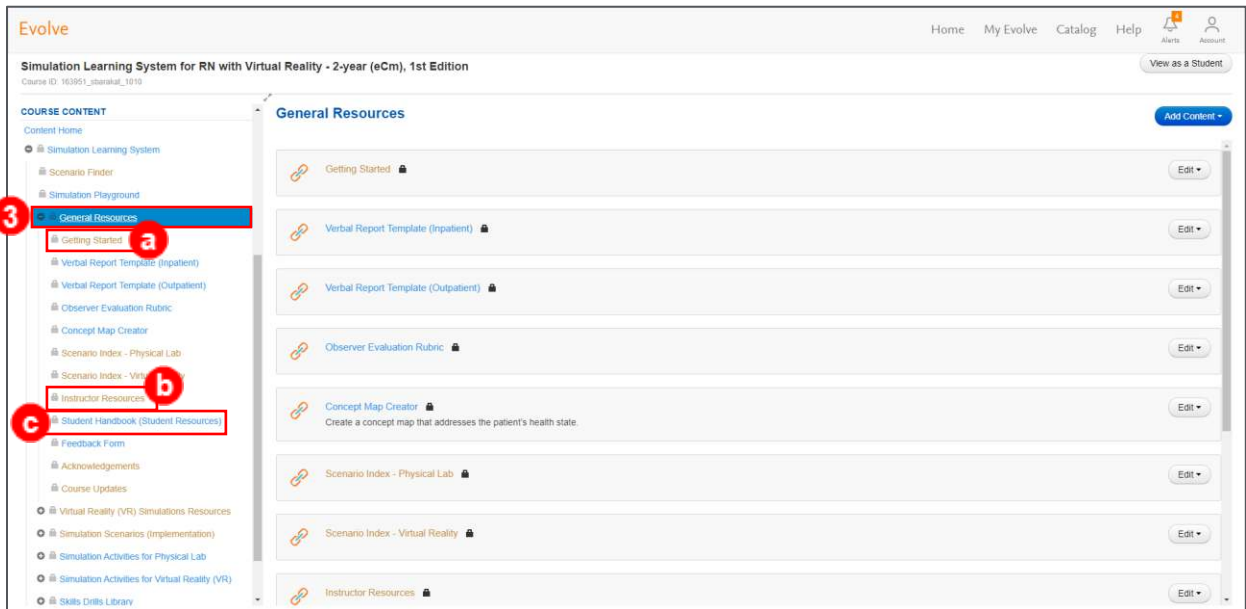 Evolve
Home My Evolve Catalog Help
4
Alerts Account
Simulation Learning System for RN with Virtual Reality - 2-year (eCm), 1st Edition
View as a Student
Course ID: 163951_sbarakat_1010
COURSE CONTENT
Content Home
Simulation Learning System
Scenario Finder
Simulation Playground
3
General Resources
Getting Started
a
Verbal Report Template (Inpatient)
Verbal Report Template (Outpatient)
Observer Evaluation Rubric
Concept Map Creator
Scenario Index - Physical Lab
Scenario Index -
b
Instructor Resources
c
Student Handbook (Student Resources)
Feedback Form
Acknowledgements
Course Updates
Virtual Reality (VR) Simulations Resources
Simulation Scenarios (Implementation)
Simulation Activities for Physical Lab
Simulation Activities for Virtual Reality (VR)
Skills Drills Library
General Resources
Add Content
Getting Started
Edit
Verbal Report Template (Inpatient)
Edit
Verbal Report Template (Outpatient)
Edit
Observer Evaluation Rubric
Edit
Concept Map Creator
Create a concept map that addresses the patient's health state.
Edit
Scenario Index - Physical Lab
Edit
Scenario Index - Virtual Reality
Edit
Instructor Resources
Edit